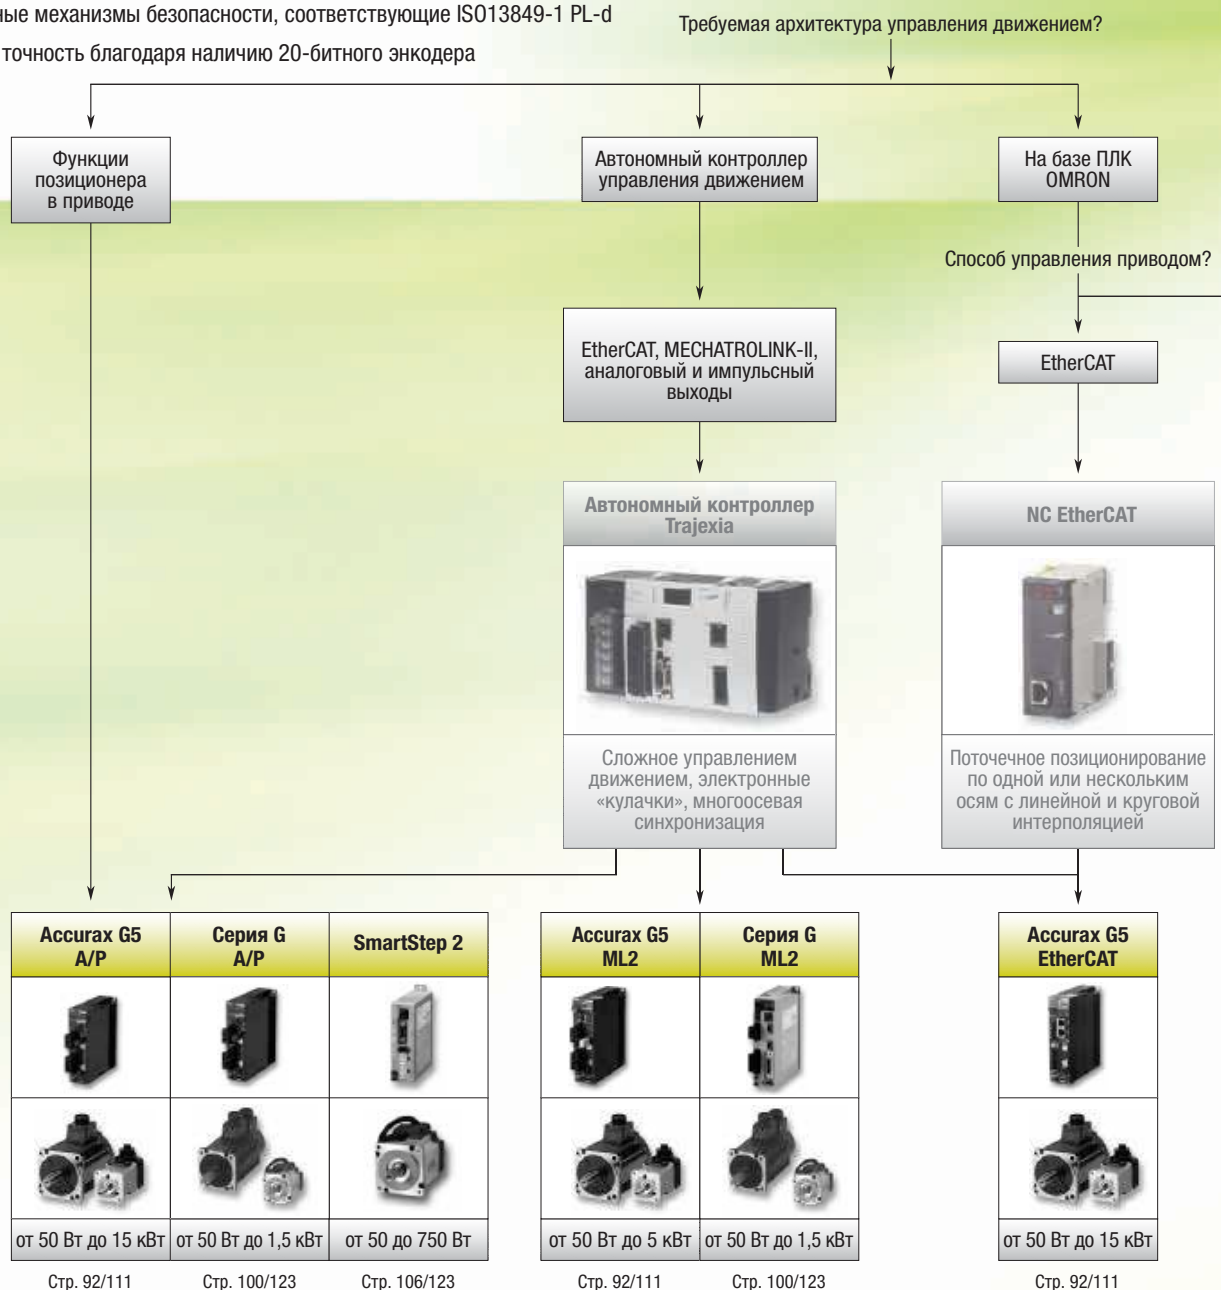 ные механизмы безопасности, соответствующие ISO13849-1 PL-d
точность благодаря наличию 20-битного энкодера
Требуемая архитектура управления движением?
Функции
позиционера
в приводе
Автономный контроллер
управления движением
На базе ПЛК
OMRON
Способ управления приводом?
EtherCAT, MECHATROLINK-II,
аналоговый и импульсный
выходы
EtherCAT
Автономный контроллер
Trajexia
NC EtherCAT
Сложное управлением
движением, электронные
«кулачки», многоосевая
синхронизация
Поточечное позиционирование
по одной или нескольким
осям с линейной и круговой
интерполяцией
Accurax G5
A/P
Серия G
A/P
SmartStep 2
Accurax G5
ML2
Серия G
ML2
Accurax G5
EtherCAT
от 50 Вт до 15 кВт
от 50 Вт до 1,5 кВт
от 50 до 750 Вт
от 50 Вт до 5 кВт
от 50 Вт до 1,5 кВт
от 50 Вт до 15 кВт
Стр. 92/111
Стр. 100/123
Стр. 106/123
Стр. 92/111
Стр. 100/123
Стр. 92/111